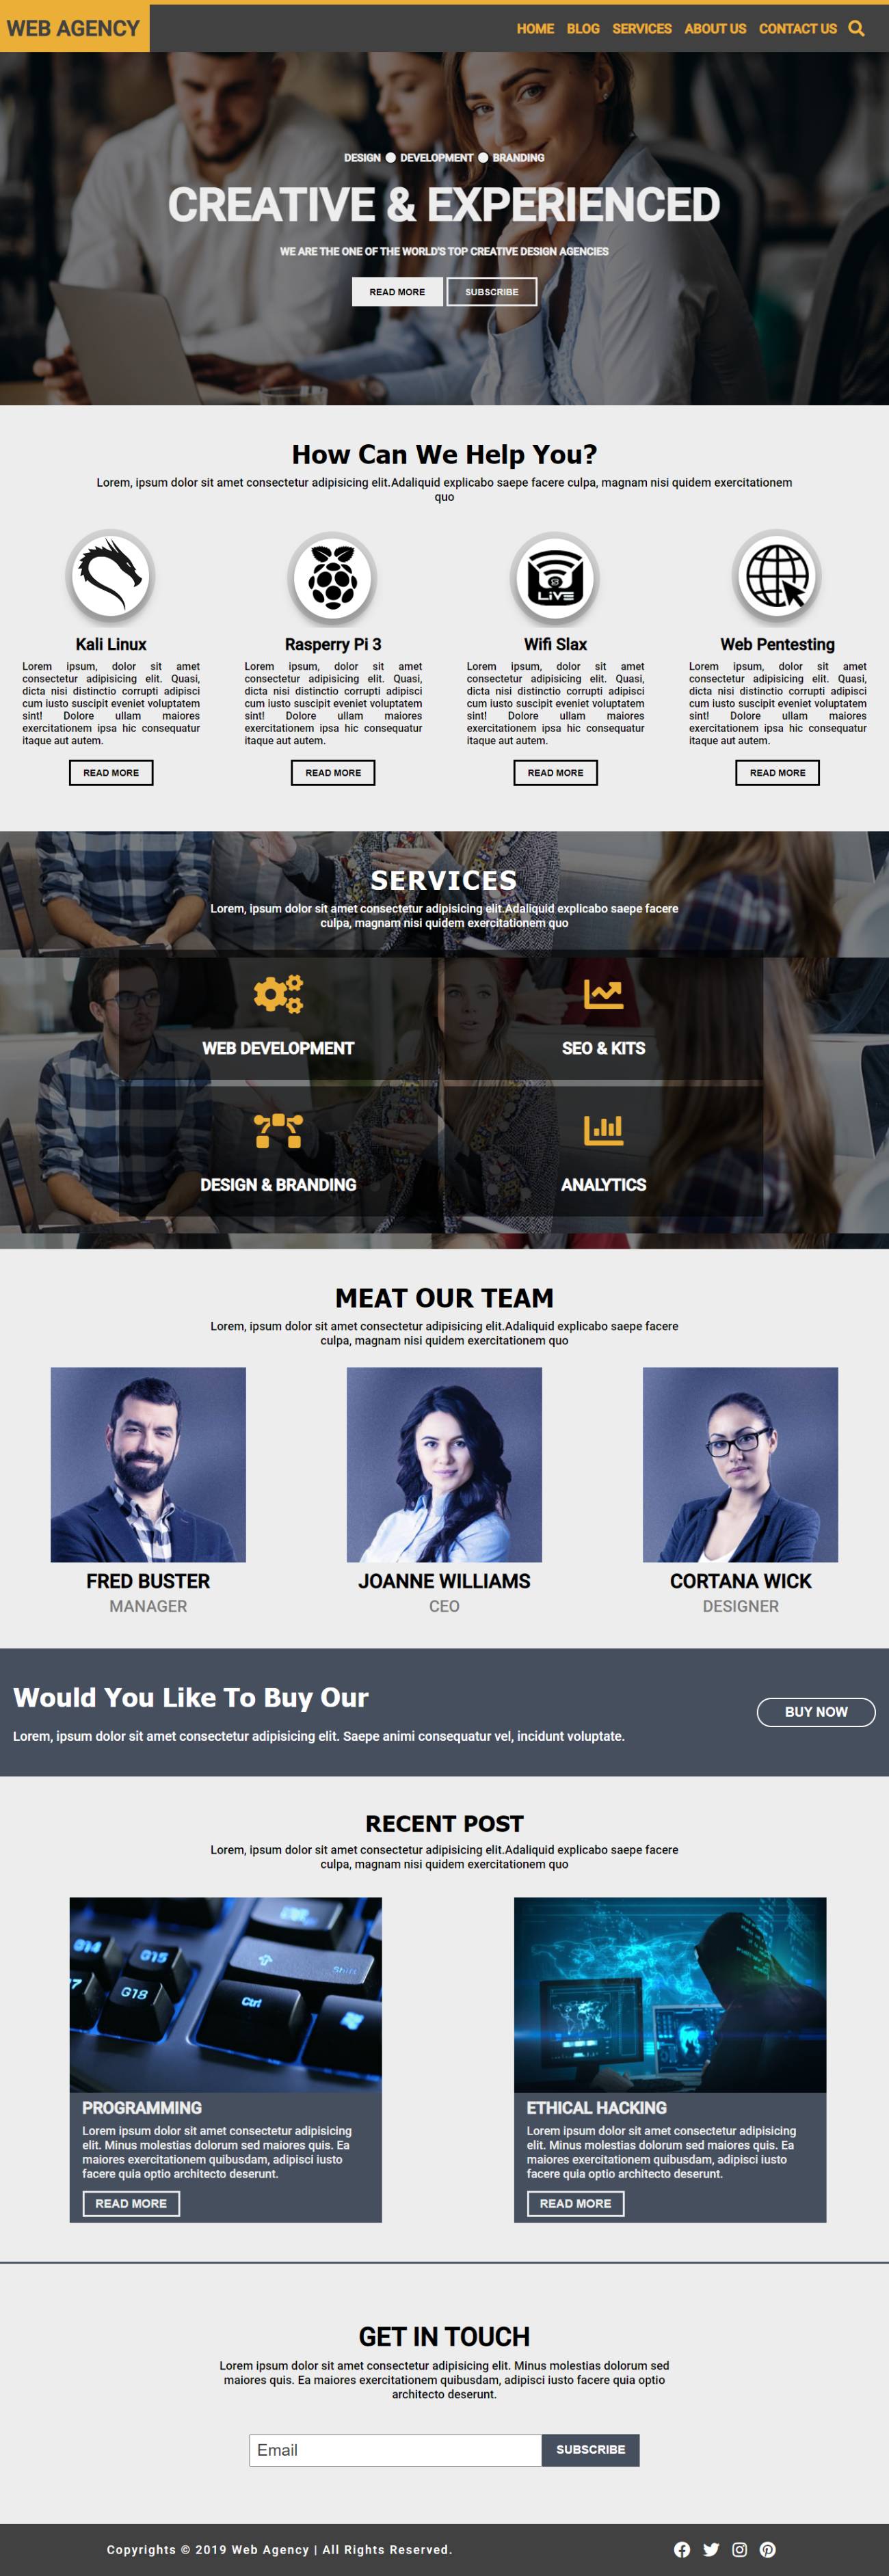 WEB AGENCY
HOME BLOG SERVICES ABOUT US CONTACT US
DESIGN ● DEVELOPMENT ● BRANDING
CREATIVE & EXPERIENCED
WE ARE THE ONE OF THE WORLD'S TOP CREATIVE DESIGN AGENCIES
READ MORE SUBSCRIBE
How Can We Help You?
Lorem, ipsum dolor sit amet consectetur adipisicing elit.Adaliquid explicabo saepe facere culpa, magnam nisi quidem exercitationem
quo
LiVE
Kali Linux
Lorem ipsum, dolor sit amet
consectetur adipisicing elit. Quasi,
dicta nisi distinctio corrupti adipisci
cum iusto suscipit eveniet voluptatem
sint! Dolore ullam maiores
exercitationem ipsa hic consequatur
itaque aut autem.
READ MORE
Rasperry Pi 3
Lorem ipsum, dolor sit amet
consectetur adipisicing elit. Quasi,
dicta nisi distinctio corrupti adipisci
cum iusto suscipit eveniet voluptatem
sint! Dolore ullam maiores
exercitationem ipsa hic consequatur
itaque aut autem.
READ MORE
Wifi Slax
Lorem ipsum, dolor sit amet
consectetur adipisicing elit. Quasi,
dicta nisi distinctio corrupti adipisci
cum iusto suscipit eveniet voluptatem
sint! Dolore ullam maiores
exercitationem ipsa hic consequatur
itaque aut autem.
READ MORE
Web Pentesting
Lorem ipsum, dolor sit amet
consectetur adipisicing elit. Quasi,
dicta nisi distinctio corrupti adipisci
cum iusto suscipit eveniet voluptatem
sint! Dolore ullam maiores
exercitationem ipsa hic consequatur
itaque aut autem.
READ MORE
SERVICES
Lorem, ipsum dolor sit amet consectetur adipisicing elit.Adaliquid explicabo saepe facere
culpa, magnam nisi quidem exercitationem quo
WEB DEVELOPMENT
SEO & KITS
DESIGN & BRANDING
ANALYTICS
MEAT OUR TEAM
Lorem, ipsum dolor sit amet consectetur adipisicing elit.Adaliquid explicabo saepe facere
culpa, magnam nisi quidem exercitationem quo
FRED BUSTER
MANAGER
JOANNE WILLIAMS
CEO
CORTANA WICK
DESIGNER
Would You Like To Buy Our
Lorem, ipsum dolor sit amet consectetur adipisicing elit. Saepe animi consequatur vel, incidunt voluptate.
BUY NOW
RECENT POST
Lorem, ipsum dolor sit amet consectetur adipisicing elit.Adaliquid explicabo saepe facere
culpa, magnam nisi quidem exercitationem quo
G14
G15
G18
Shift
Ctrl
PROGRAMMING
Lorem ipsum dolor sit amet consectetur adipisicing
elit. Minus molestias dolorum sed maiores quis. Ea
maiores exercitationem quibusdam, adipisci iusto
facere quia optio architecto deserunt.
READ MORE
ETHICAL HACKING
Lorem ipsum dolor sit amet consectetur adipisicing
elit. Minus molestias dolorum sed maiores quis. Ea
maiores exercitationem quibusdam, adipisci iusto
facere quia optio architecto deserunt.
READ MORE
GET IN TOUCH
Lorem ipsum dolor sit amet consectetur adipisicing elit. Minus molestias dolorum sed
maiores quis. Ea maiores exercitationem quibusdam, adipisci iusto facere quia optio
architecto deserunt.
Email SUBSCRIBE
Copyrights © 2019 Web Agency | All Rights Reserved.